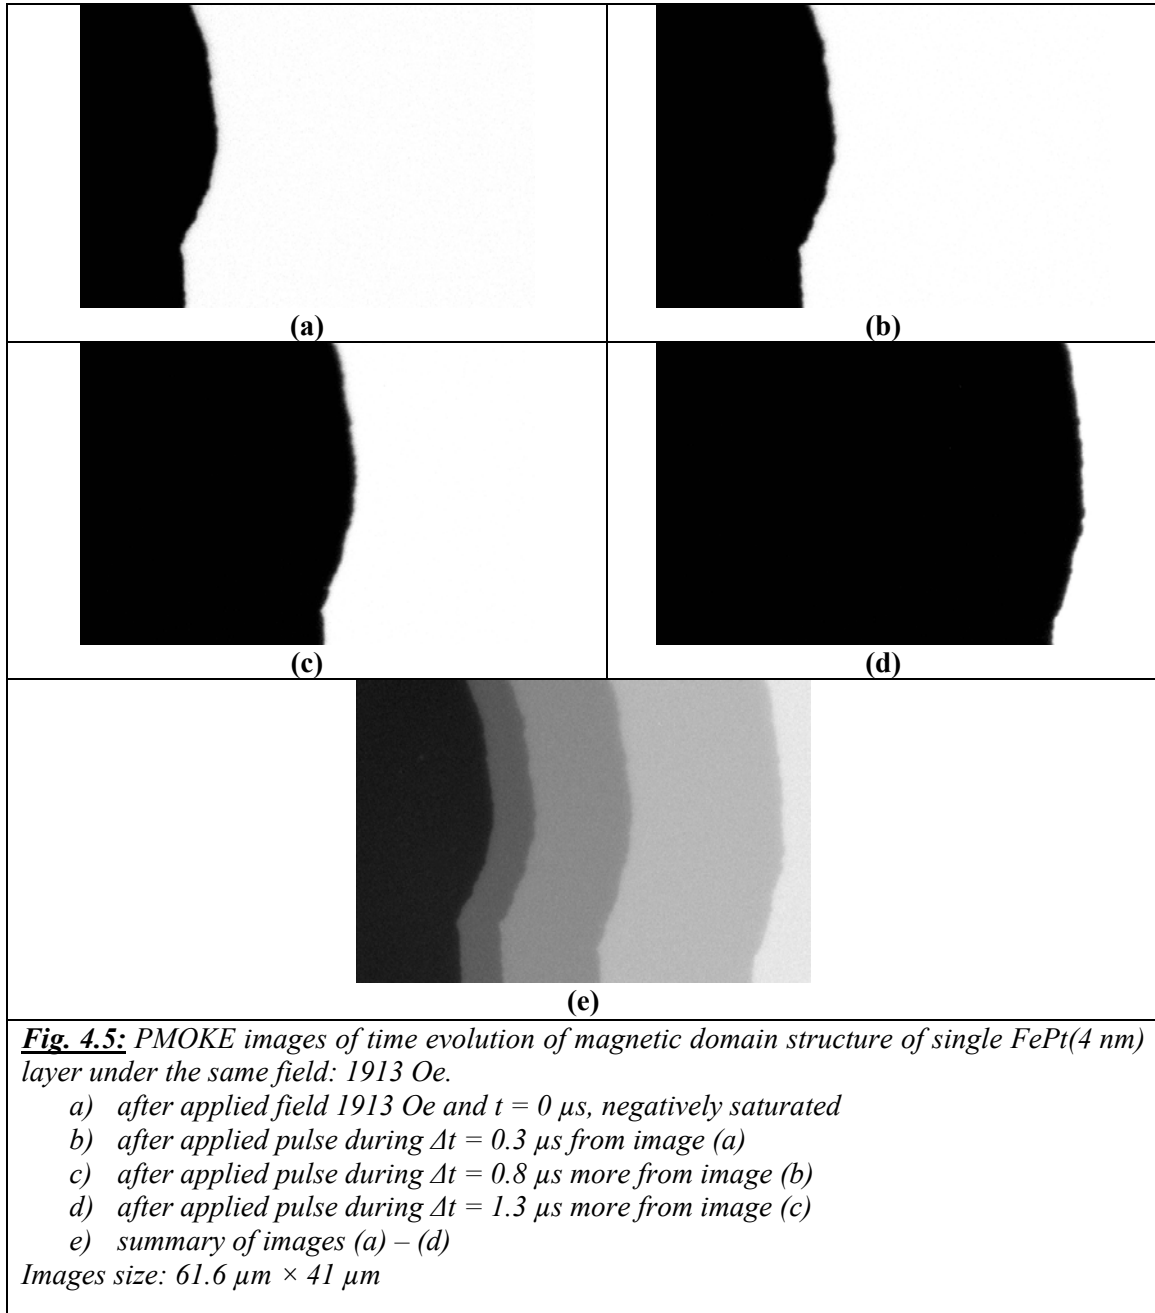 (a)
(b)
(c)
(d)
(e)
Fig. 4.5: PMOKE images of time evolution of magnetic domain structure of single FePt(4 nm)
layer under the same field: 1913 Oe.
a) after applied field 1913 Oe and t = 0 µs, negatively saturated
b) after applied pulse during Δt = 0.3 µs from image (a)
c) after applied pulse during Δt = 0.8 µs more from image (b)
d) after applied pulse during Δt = 1.3 µs more from image (c)
e) summary of images (a) – (d)
Images size: 61.6 µm × 41 µm